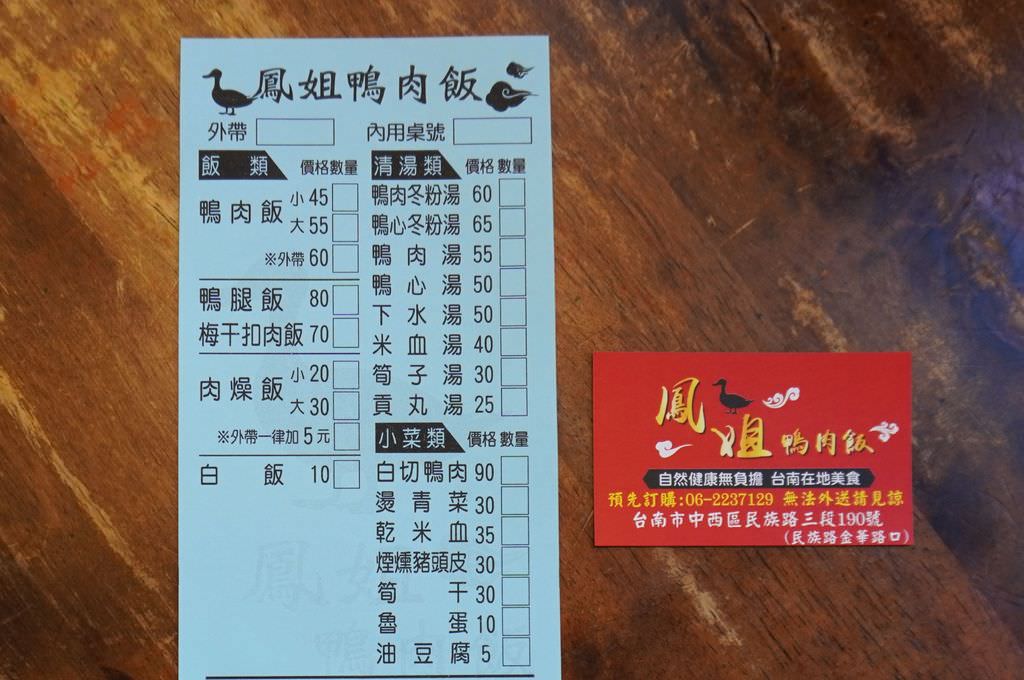 鳳姐鴨肉飯
外帶 內用桌號
飯類 價格 數量
鴨肉飯 小 45
大 55
※外帶 60
鴨腿飯 80
梅干扣肉飯 70
肉燥飯 小 20
大 30
※外帶一律加 5 元
白飯 10
清湯類 價格 數量
鴨肉冬粉湯 60
鴨心冬粉湯 65
鴨肉湯 55
鴨心湯 50
下水湯 50
米血湯 40
筍子湯 30
貢丸湯 25
小菜類 價格 數量
白切鴨肉 90
燙青菜 30
乾米血 35
煙燻豬頭皮 30
筍干 30
魯蛋 10
油豆腐 5
鳳姐鴨肉飯
自然健康無負擔 台南在地美食
預先訂購:06-2237129 無法外送請見諒
台南市中西區民族路三段190號
(民族路金華路口)